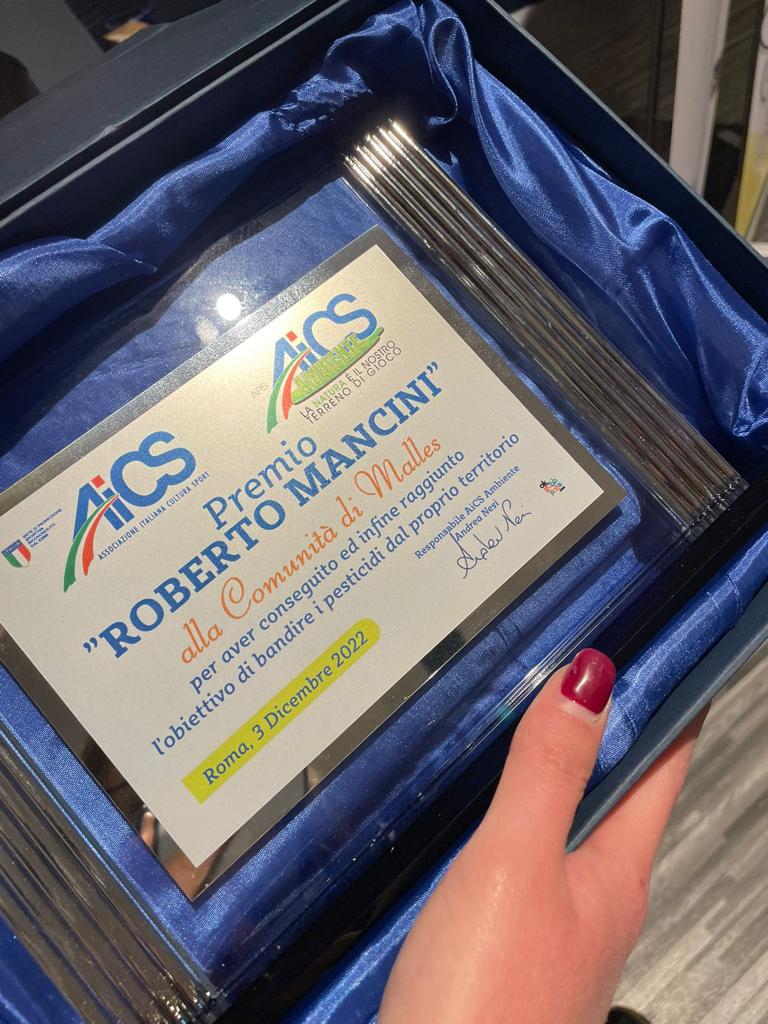 AiCS
ASSOCIAZIONE ITALIANA CULTURA SPORT
APS
AiCS
AMBIENTE
LA NATURA È IL NOSTRO
TERRENO DI GIOCO
Premio
"ROBERTO MANCINI"
alla Comunità di Malles
per aver conseguito ed infine raggiunto
l'obiettivo di bandire i pesticidi dal proprio territorio
Responsabile AiCS Ambiente
Andrea Nesi
Roma, 3 Dicembre 2022